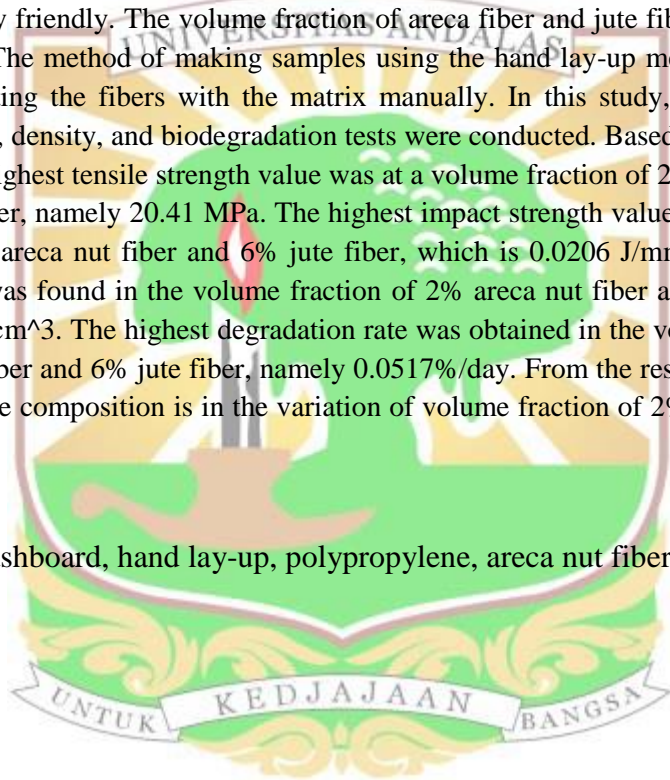 y friendly. The volume fraction of areca fiber and jute fil
UNIVERSITAS ANDALAS
The method of making samples using the hand lay-up m
ing the fibers with the matrix manually. In this study,
, density, and biodegradation tests were conducted. Based
ighest tensile strength value was at a volume fraction of 2
er, namely 20.41 MPa. The highest impact strength value
areca nut fiber and 6% jute fiber, which is 0.0206 J/mm
was found in the volume fraction of 2% areca nut fiber a
cm^3. The highest degradation rate was obtained in the v
ber and 6% jute fiber, namely 0.0517%/day. From the res
e composition is in the variation of volume fraction of 2%
shboard, hand lay-up, polypropylene, areca nut fiber
UNTUK KEDJAJAAN BANGSA